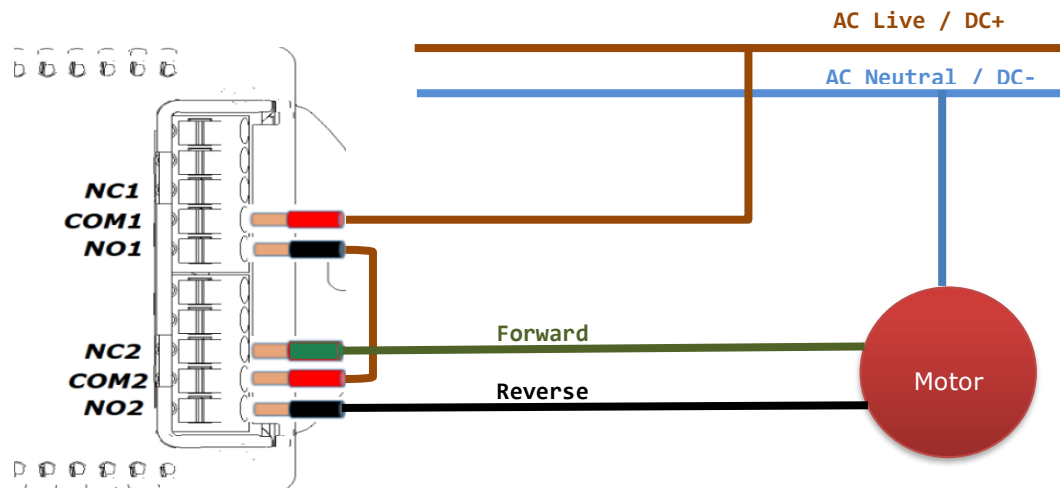 AC Live / DC+
AC Neutral / DC-
NC1
COM1
NO1
NC2
COM2
NO2
Forward
Reverse
Motor